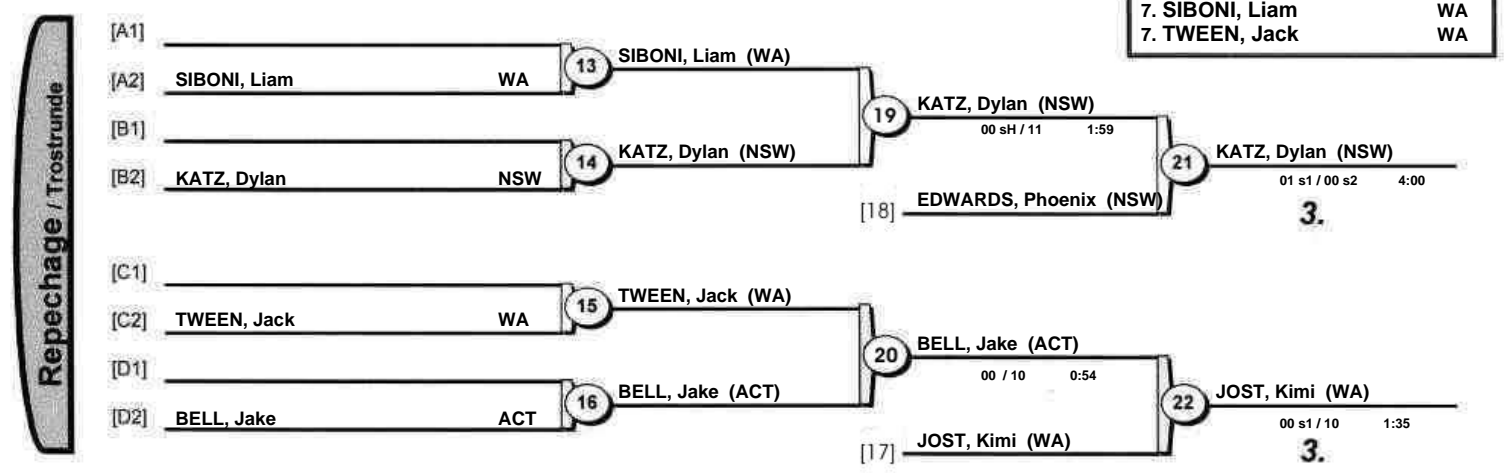 7. SIBONI, Liam WA
7. TWEEN, Jack WA
Repechage / Trostrunde
[A1]
[A2] SIBONI, Liam WA
13
SIBONI, Liam (WA)
[B1]
[B2] KATZ, Dylan NSW
14
KATZ, Dylan (NSW)
19
KATZ, Dylan (NSW)
00 sH / 11 1:59
[18] EDWARDS, Phoenix (NSW)
21
KATZ, Dylan (NSW)
01 s1 / 00 s2 4:00
3.
[C1]
[C2] TWEEN, Jack WA
15
TWEEN, Jack (WA)
[D1]
[D2] BELL, Jake ACT
16
BELL, Jake (ACT)
20
BELL, Jake (ACT)
00 / 10 0:54
[17] JOST, Kimi (WA)
22
JOST, Kimi (WA)
00 s1 / 10 1:35
3.